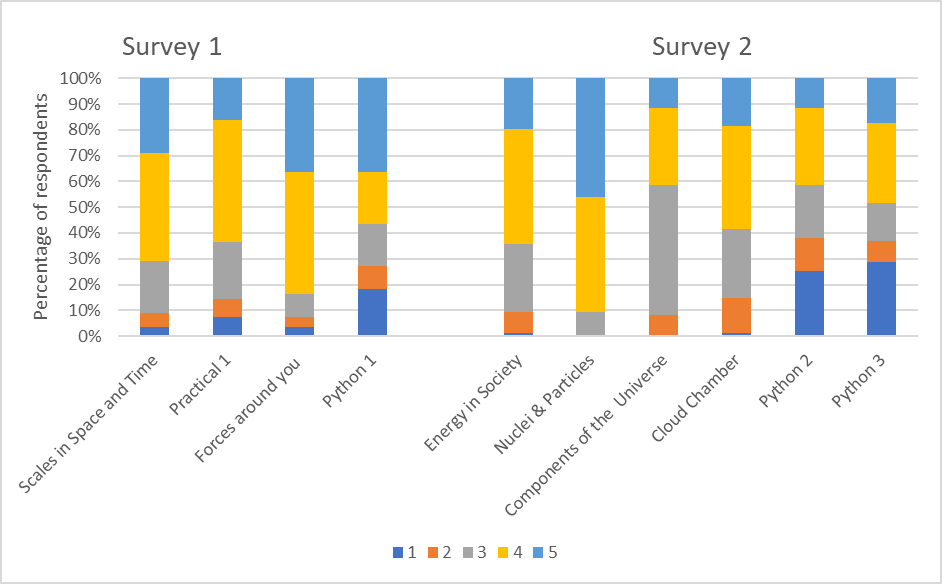 Survey 1
Survey 2
Percentage of respondents
100%
90%
80%
70%
60%
50%
40%
30%
20%
10%
0%
Scales in Space and Time
Practical 1
Forces around you
Python 1
Energy in Society
Nuclei & Particles
Components of the Universe
Cloud Chamber
Python 2
Python 3
1 2 3 4 5